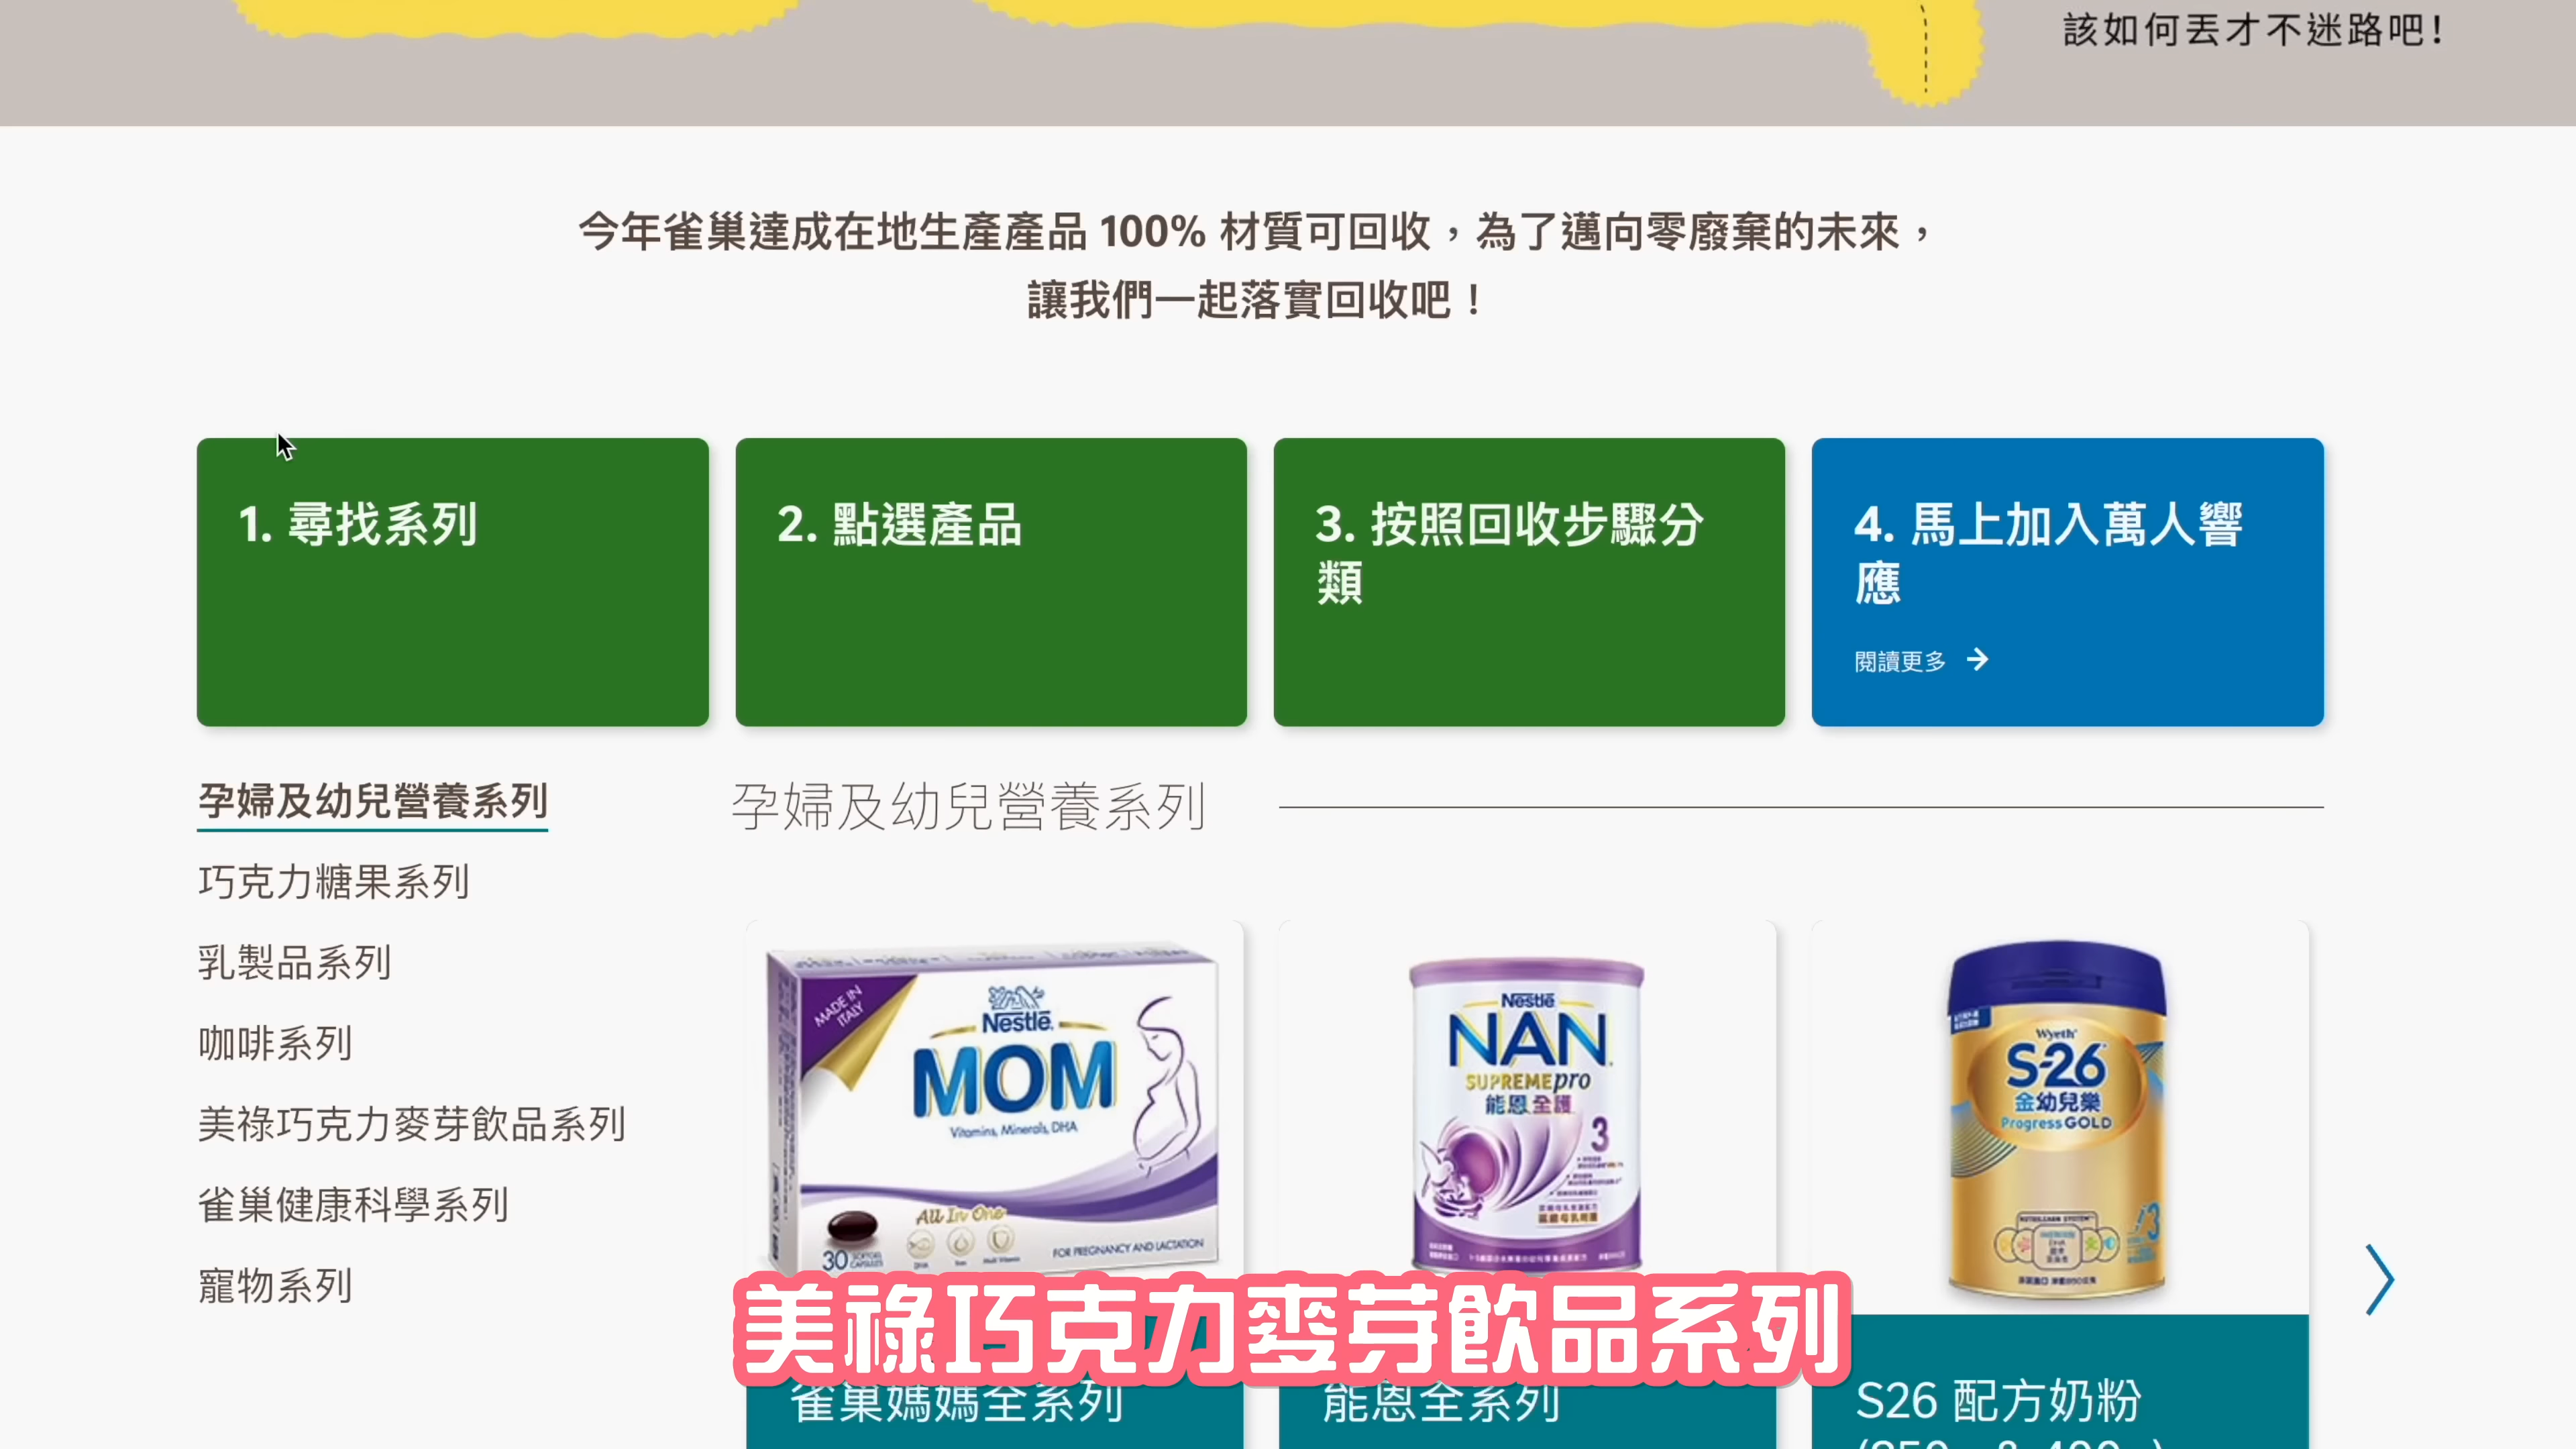 該如何丟才不迷路吧！
今年雀巢達成在地生產產品 100% 材質可回收，為了邁向零廢棄的未來，
讓我們一起落實回收吧！
1. 尋找系列
2. 點選產品
3. 按照回收步驟分
類
4. 馬上加入萬人響
應
閱讀更多
孕婦及幼兒營養系列
巧克力糖果系列
乳製品系列
咖啡系列
美祿巧克力麥芽飲品系列
雀巢健康科學系列
寵物系列
孕婦及幼兒營養系列
MADE IN
ITALY
Nestlé
MOM
Vitamins, Minerals, DHA
All In One
30 SOFTGEL
CAPSULES
DHA
FOR PREGNANCY AND LACTATION
Nestlé
NAN
SUPREMEpro
能恩全護
3
Wyeth
S-26
金幼兒樂
Progress GOLD
3
美祿巧克力麥芽飲品系列
雀巢媽媽全系列
能恩全系列
S26 配方奶粉